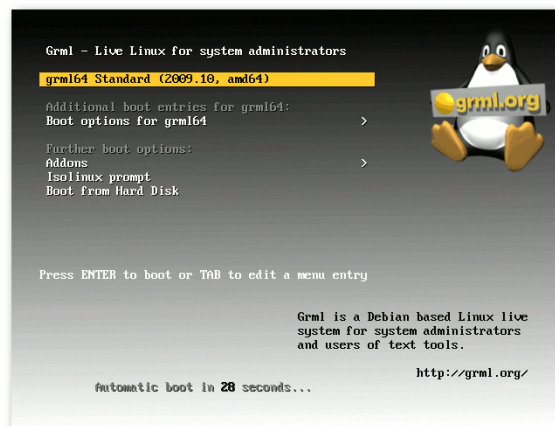 Grml - Live Linux for system administrators
grml64 Standard (2009.10, amd64)
grml.org
Additional boot entries for grml64:
Boot options for grml64 >
Further boot options:
Addons >
Isolinux prompt
Boot from Hard Disk
Press ENTER to boot or TAB to edit a menu entry
Grml is a Debian based Linux live
system for system administrators
and users of text tools.
http://grml.org/
Automatic boot in 28 seconds...